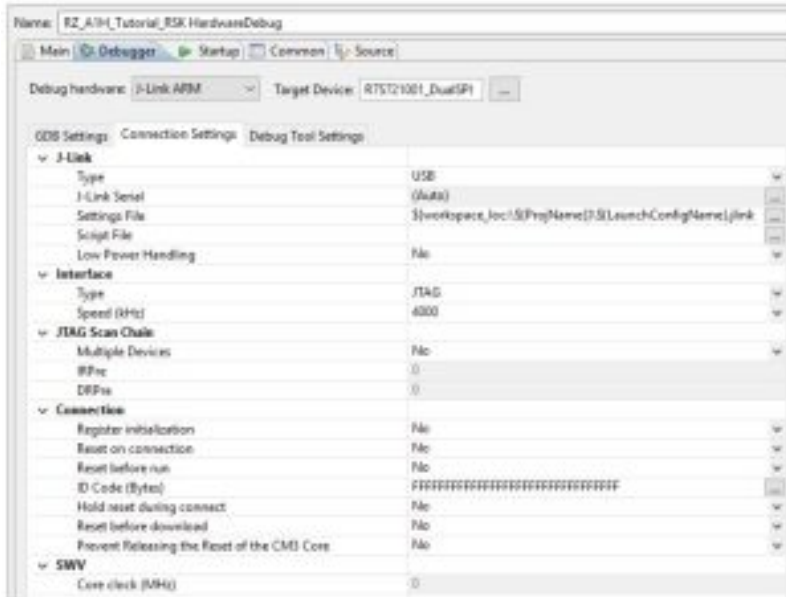 Name: RZ_A1H_Tutorial_RSK HardwareDebug
Main Debugger Startup Common Source
Debug hardware: J-Link ARM Target Device: R7S721001_DualSPI ...
GDB Settings Connection Settings Debug Tool Settings
J-Link
Type USB
J-Link Serial (Auto) ...
Settings File ${workspace_loc:\${ProjName}}\${LaunchConfigName}.jlink ...
Script File ...
Low Power Handling No
Interface
Type JTAG
Speed (kHz) 4000
JTAG Scan Chain
Multiple Devices No
IRPre 0
DRPre 0
Connection
Register initialization No
Reset on connection No
Reset before run No
ID Code (Bytes) FFFFFFFFFFFFFFFFFFFFFFFFFFFFFFFF ...
Hold reset during connect No
Reset before download No
Prevent Releasing the Reset of the CM3 Core No
SWV
Core clock (MHz) 0